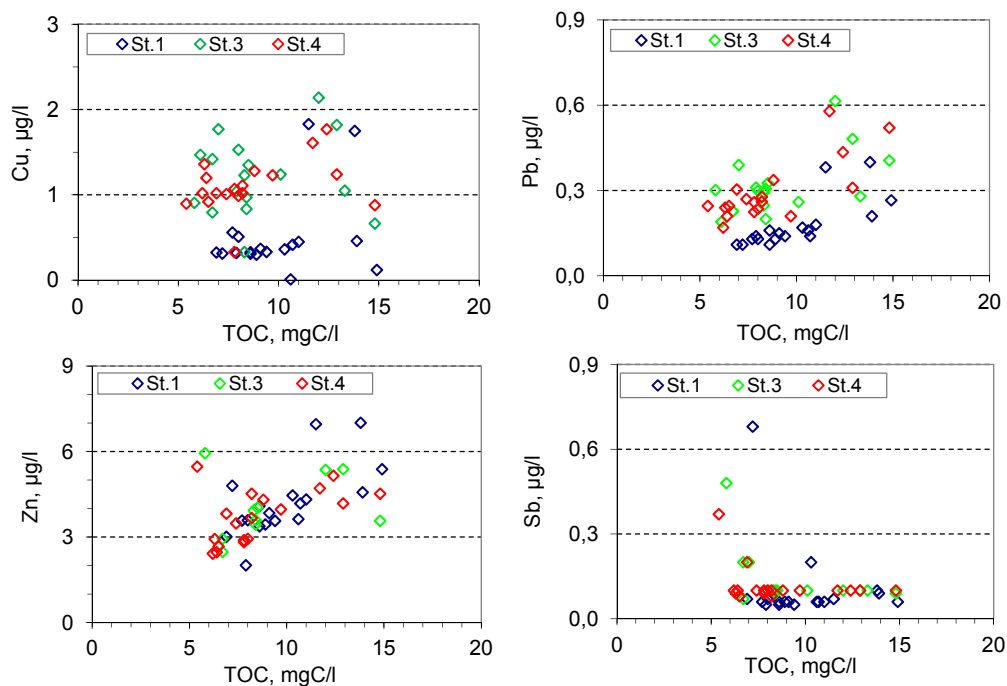 3
2
1
0
Cu, µg/l
St.1 St.3 St.4
0 5 10 15 20
TOC, mgC/l
0,9
0,6
0,3
0,0
Pb, µg/l
St.1 St.3 St.4
0 5 10 15 20
TOC, mgC/l
9
6
3
0
Zn, µg/l
St.1 St.3 St.4
0 5 10 15 20
TOC, mgC/l
0,9
0,6
0,3
0,0
Sb, µg/l
St.1 St.3 St.4
0 5 10 15 20
TOC, mgC/l